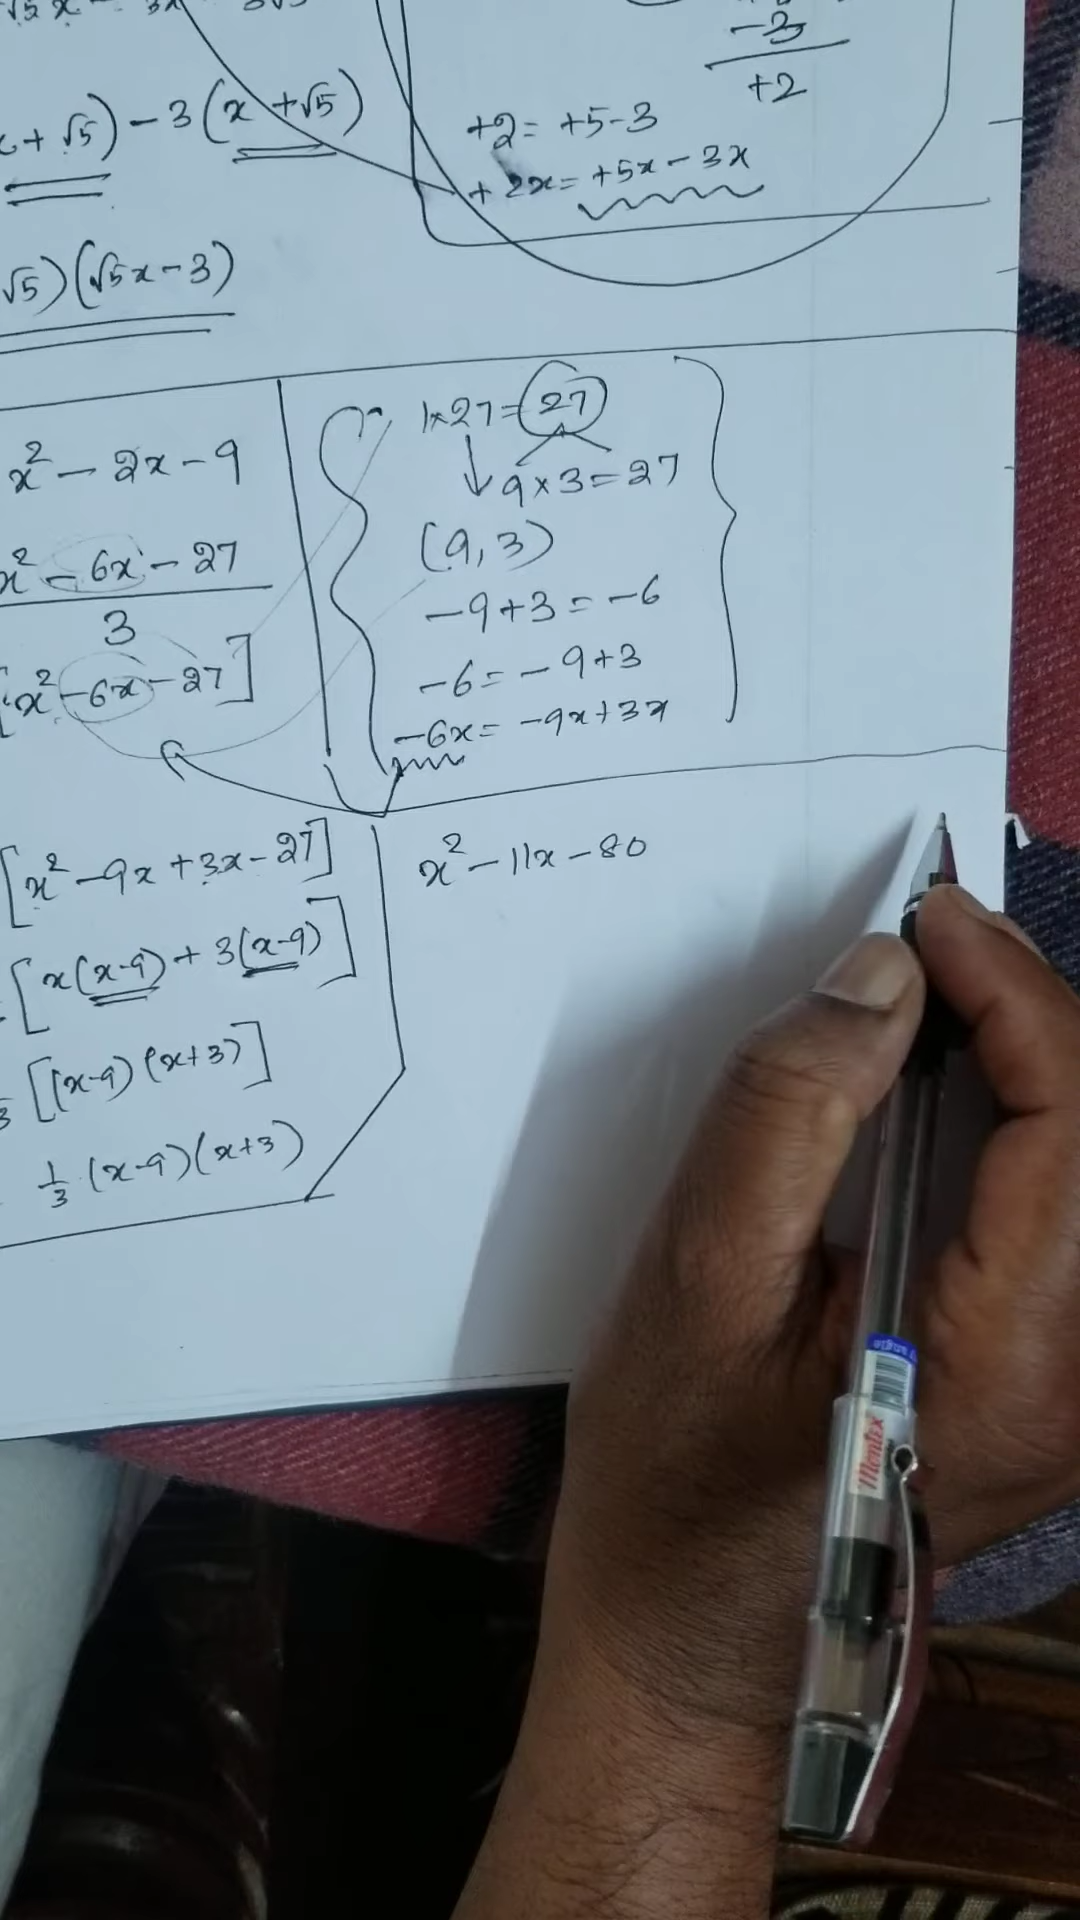 + √5) - 3 (x + √5)
√5) (√5x - 3)
-3
+2
+2 = +5-3
+2x = +5x - 3x
x² - 2x - 9
x² - 6x - 27
3
[x² - 6x - 27]
1×27 = 27
9×3 = 27
(9, 3)
-9+3 = -6
-6 = -9+3
-6x = -9x+3x
[x² - 9x + 3x - 27]
[x(x-9) + 3(x-9)]
[(x-9) (x+3)]
1/3 (x-9) (x+3)
x² - 11x - 80
Montex